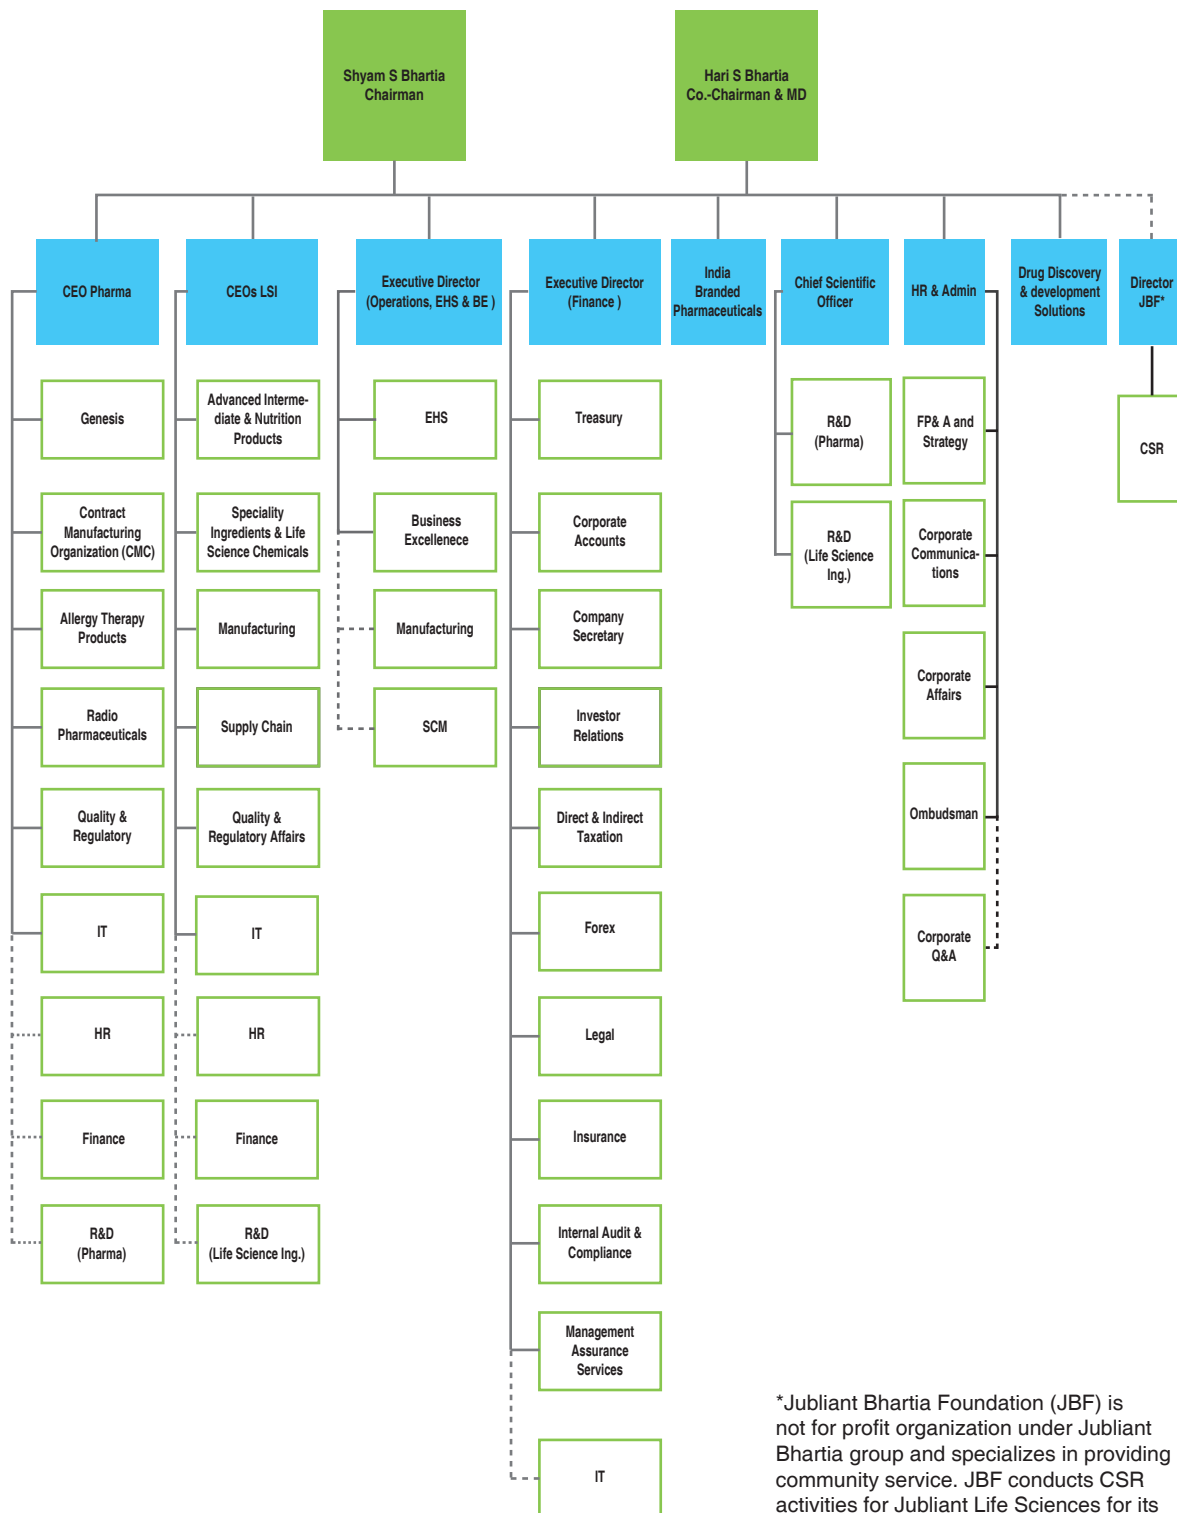 Shyam S Bhartia
Chairman
Hari S Bhartia
Co.-Chairman & MD
CEO Pharma
CEOs LSI
Executive Director
(Operations, EHS & BE )
Executive Director
(Finance )
India
Branded
Pharmaceuticals
Chief Scientific
Officer
HR & Admin
Drug Discovery
& development
Solutions
Director
JBF*
Genesis
Contract
Manufacturing
Organization (CMC)
Allergy Therapy
Products
Radio
Pharmaceuticals
Quality &
Regulatory
IT
HR
Finance
R&D
(Pharma)
Advanced Interme-
diate & Nutrition
Products
Speciality
Ingredients & Life
Science Chemicals
Manufacturing
Supply Chain
Quality &
Regulatory Affairs
IT
HR
Finance
R&D
(Life Science Ing.)
EHS
Business
Excellenece
Manufacturing
SCM
Treasury
Corporate
Accounts
Company
Secretary
Investor
Relations
Direct & Indirect
Taxation
Forex
Legal
Insurance
Internal Audit &
Compliance
Management
Assurance
Services
IT
R&D
(Pharma)
R&D
(Life Science
Ing.)
FP& A and
Strategy
Corporate
Communica-
tions
Corporate
Affairs
Ombudsman
Corporate
Q&A
CSR
*Jubliant Bhartia Foundation (JBF) is
not for profit organization under Jubliant
Bhartia group and specializes in providing
community service. JBF conducts CSR
activities for Jubliant Life Sciences for its